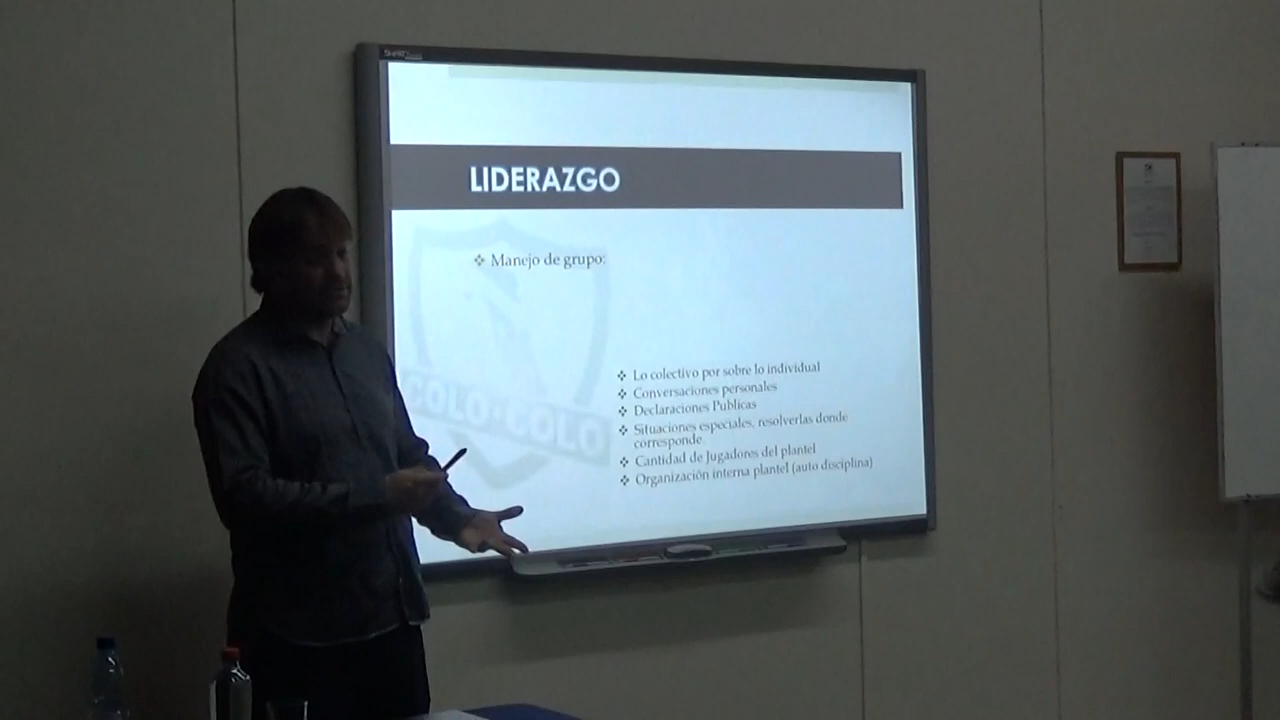 SMART
LIDERAZGO
❖ Manejo de grupo:
COLO-COLO
❖ Lo colectivo por sobre lo individual
❖ Conversaciones personales
❖ Declaraciones Publicas
❖ Situaciones especiales, resolverlas donde
corresponde
❖ Cantidad de Jugadores del plantel
❖ Organización interna plantel (auto disciplina)